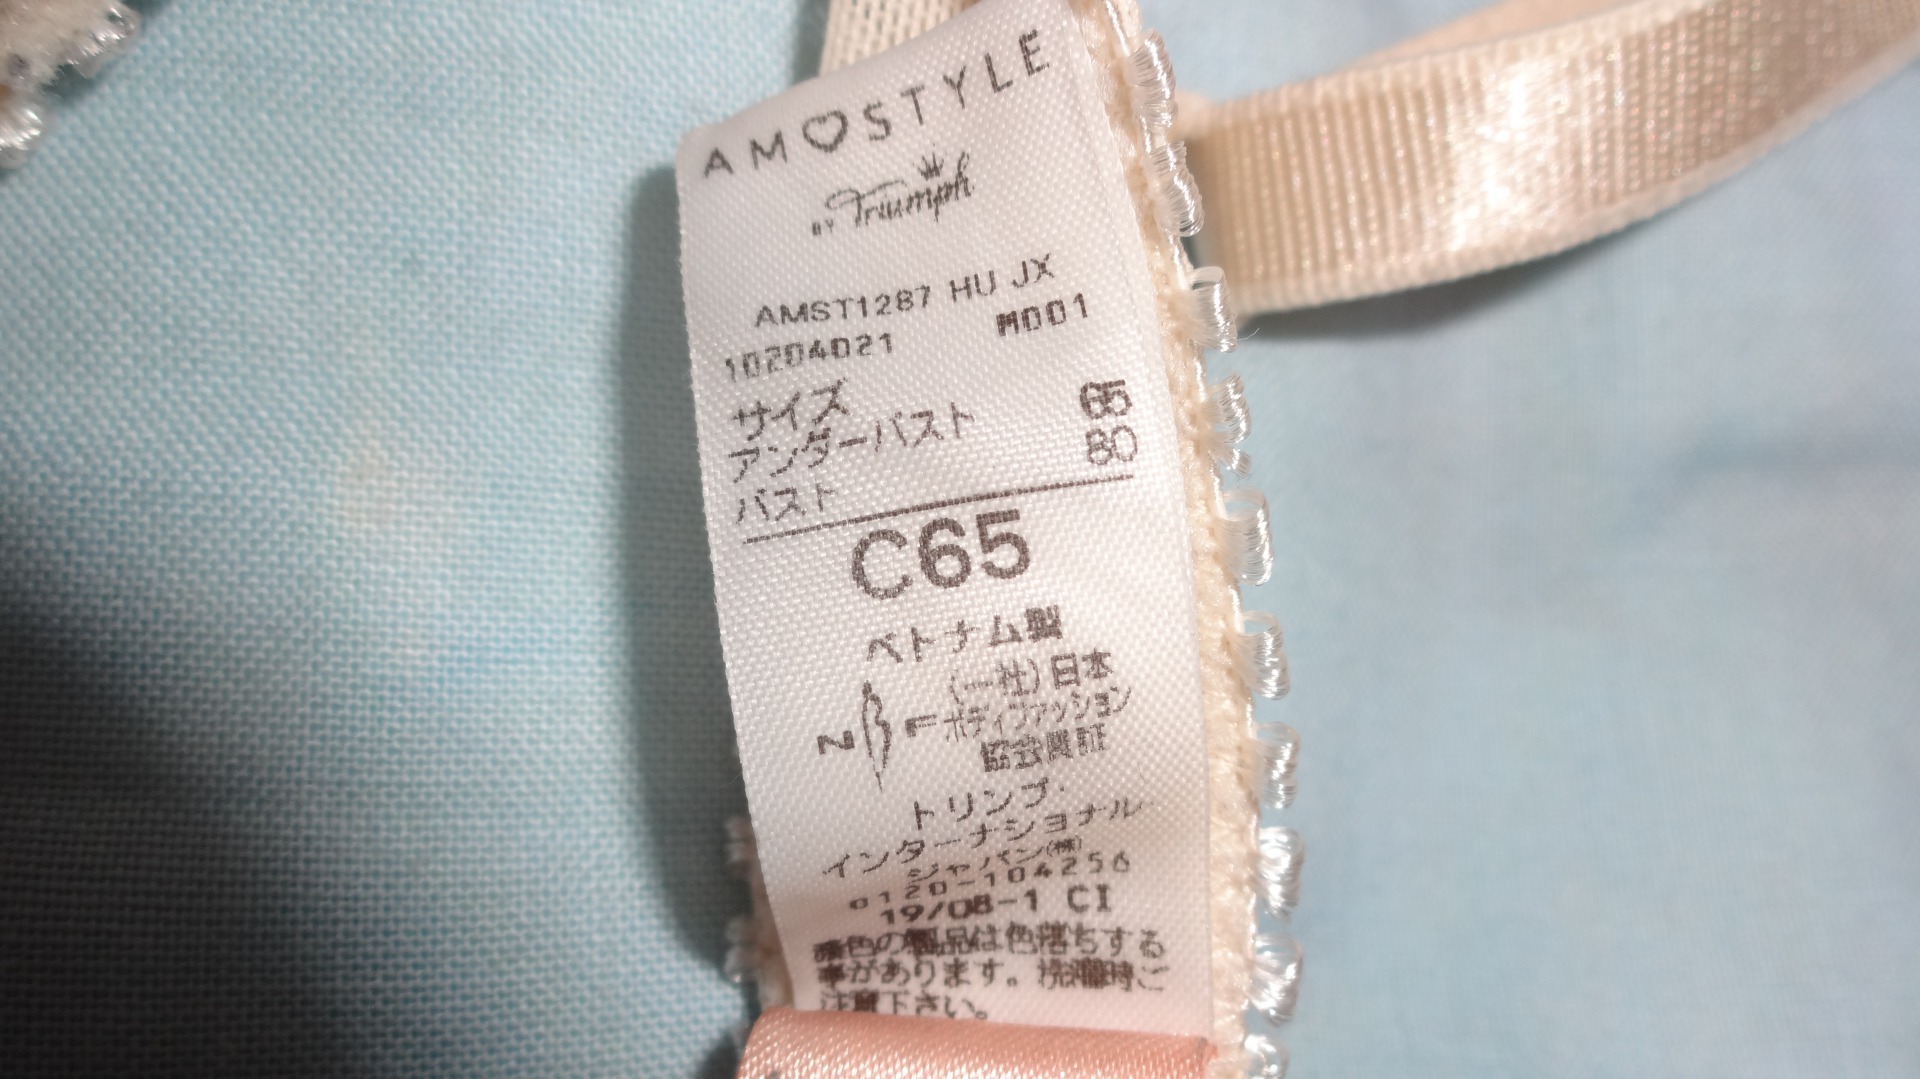 AMOSTYLE
BY Triumph
AMST1287 HU JX
10204021 M001
サイズ
アンダーバスト 65
バスト 80
C65
ベトナム製
NBF (一社)日本
ボディファッション
協会賛証
トリンプ・
インターナショナル
ジャパン(株)
0120-104256
19/08-1 CI
濃色の製品は色落ちする
事があります。洗濯時ご
注意下さい。